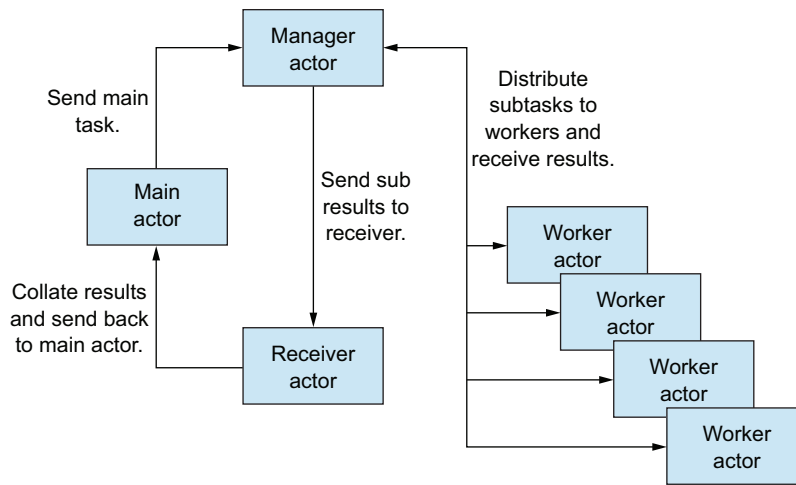 Manager
actor
Send main
task.
Distribute
subtasks to
workers and
receive results.
Main
actor
Send sub
results to
receiver.
Worker
actor
Worker
actor
Collate results
and send back
to main actor.
Receiver
actor
Worker
actor
Worker
actor